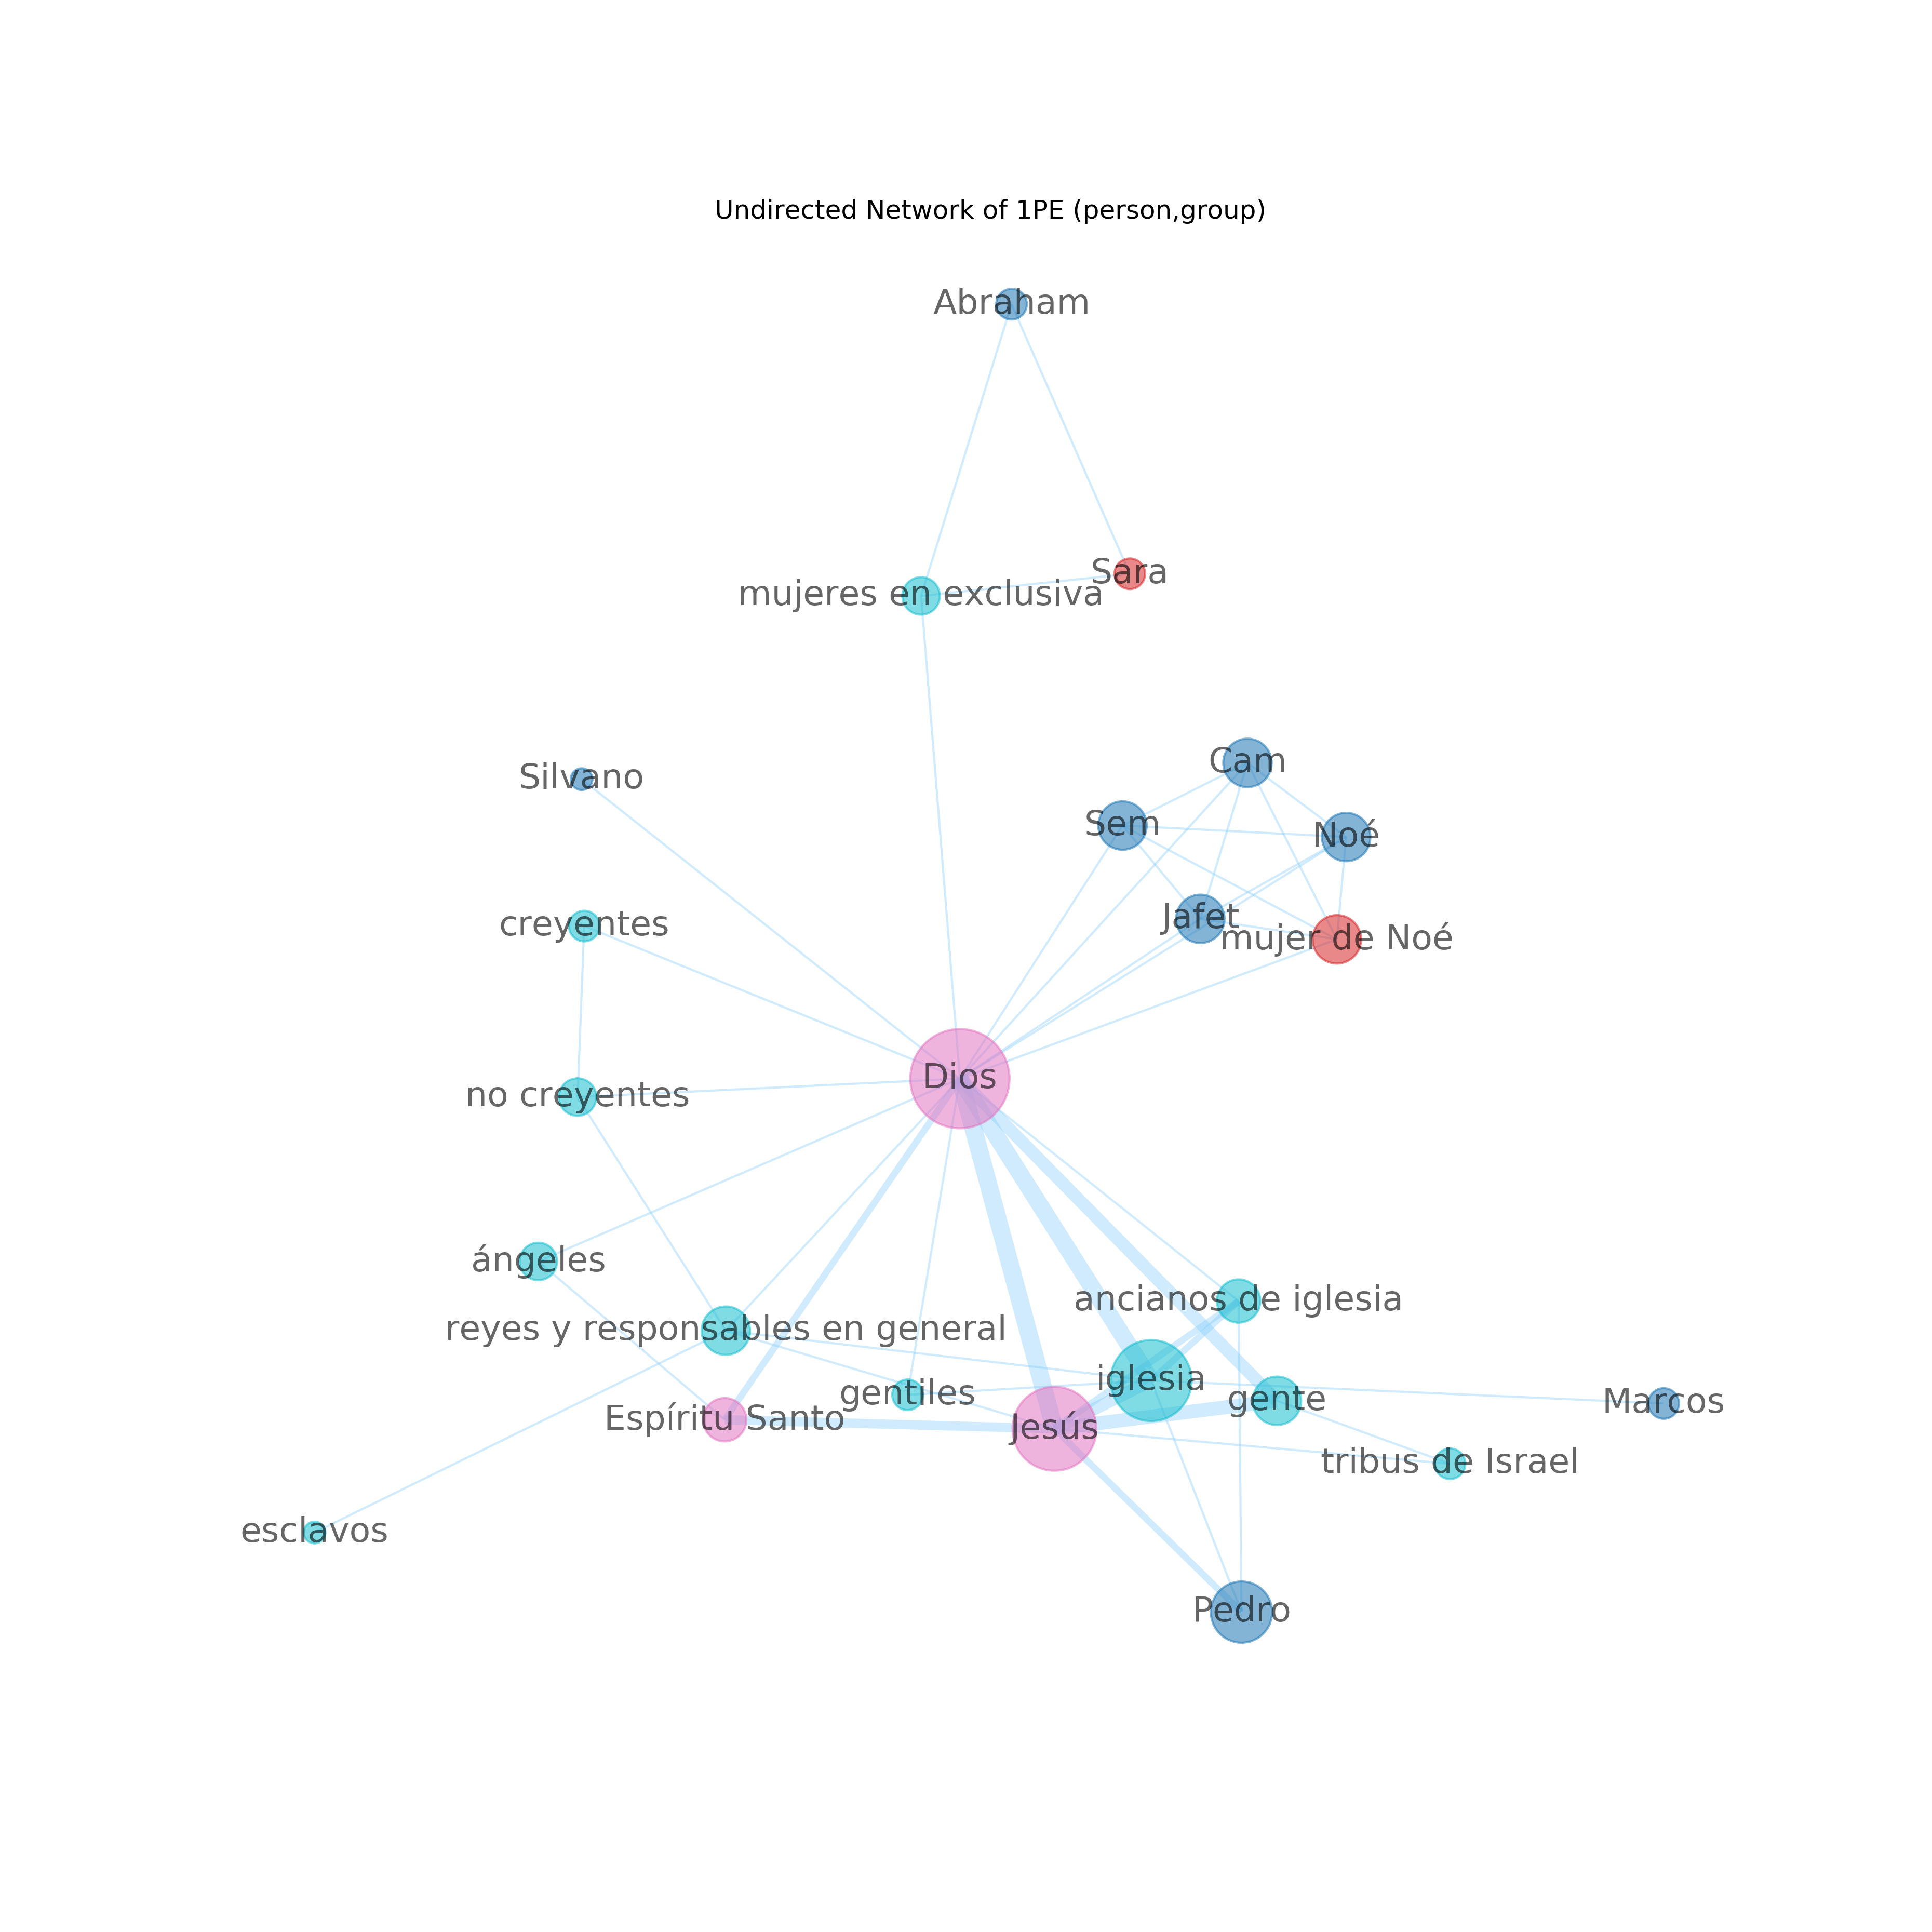 Undirected Network of 1PE (person,group)
Abraham
Sara
mujeres en exclusiva
Cam
Silvano
Sem
Noé
Jafet
creyentes
mujer de Noé
Dios
no creyentes
ángeles
ancianos de iglesia
reyes y responsables en general
iglesia
gentiles
gente
Marcos
Espíritu Santo
Jesús
tribus de Israel
esclavos
Pedro